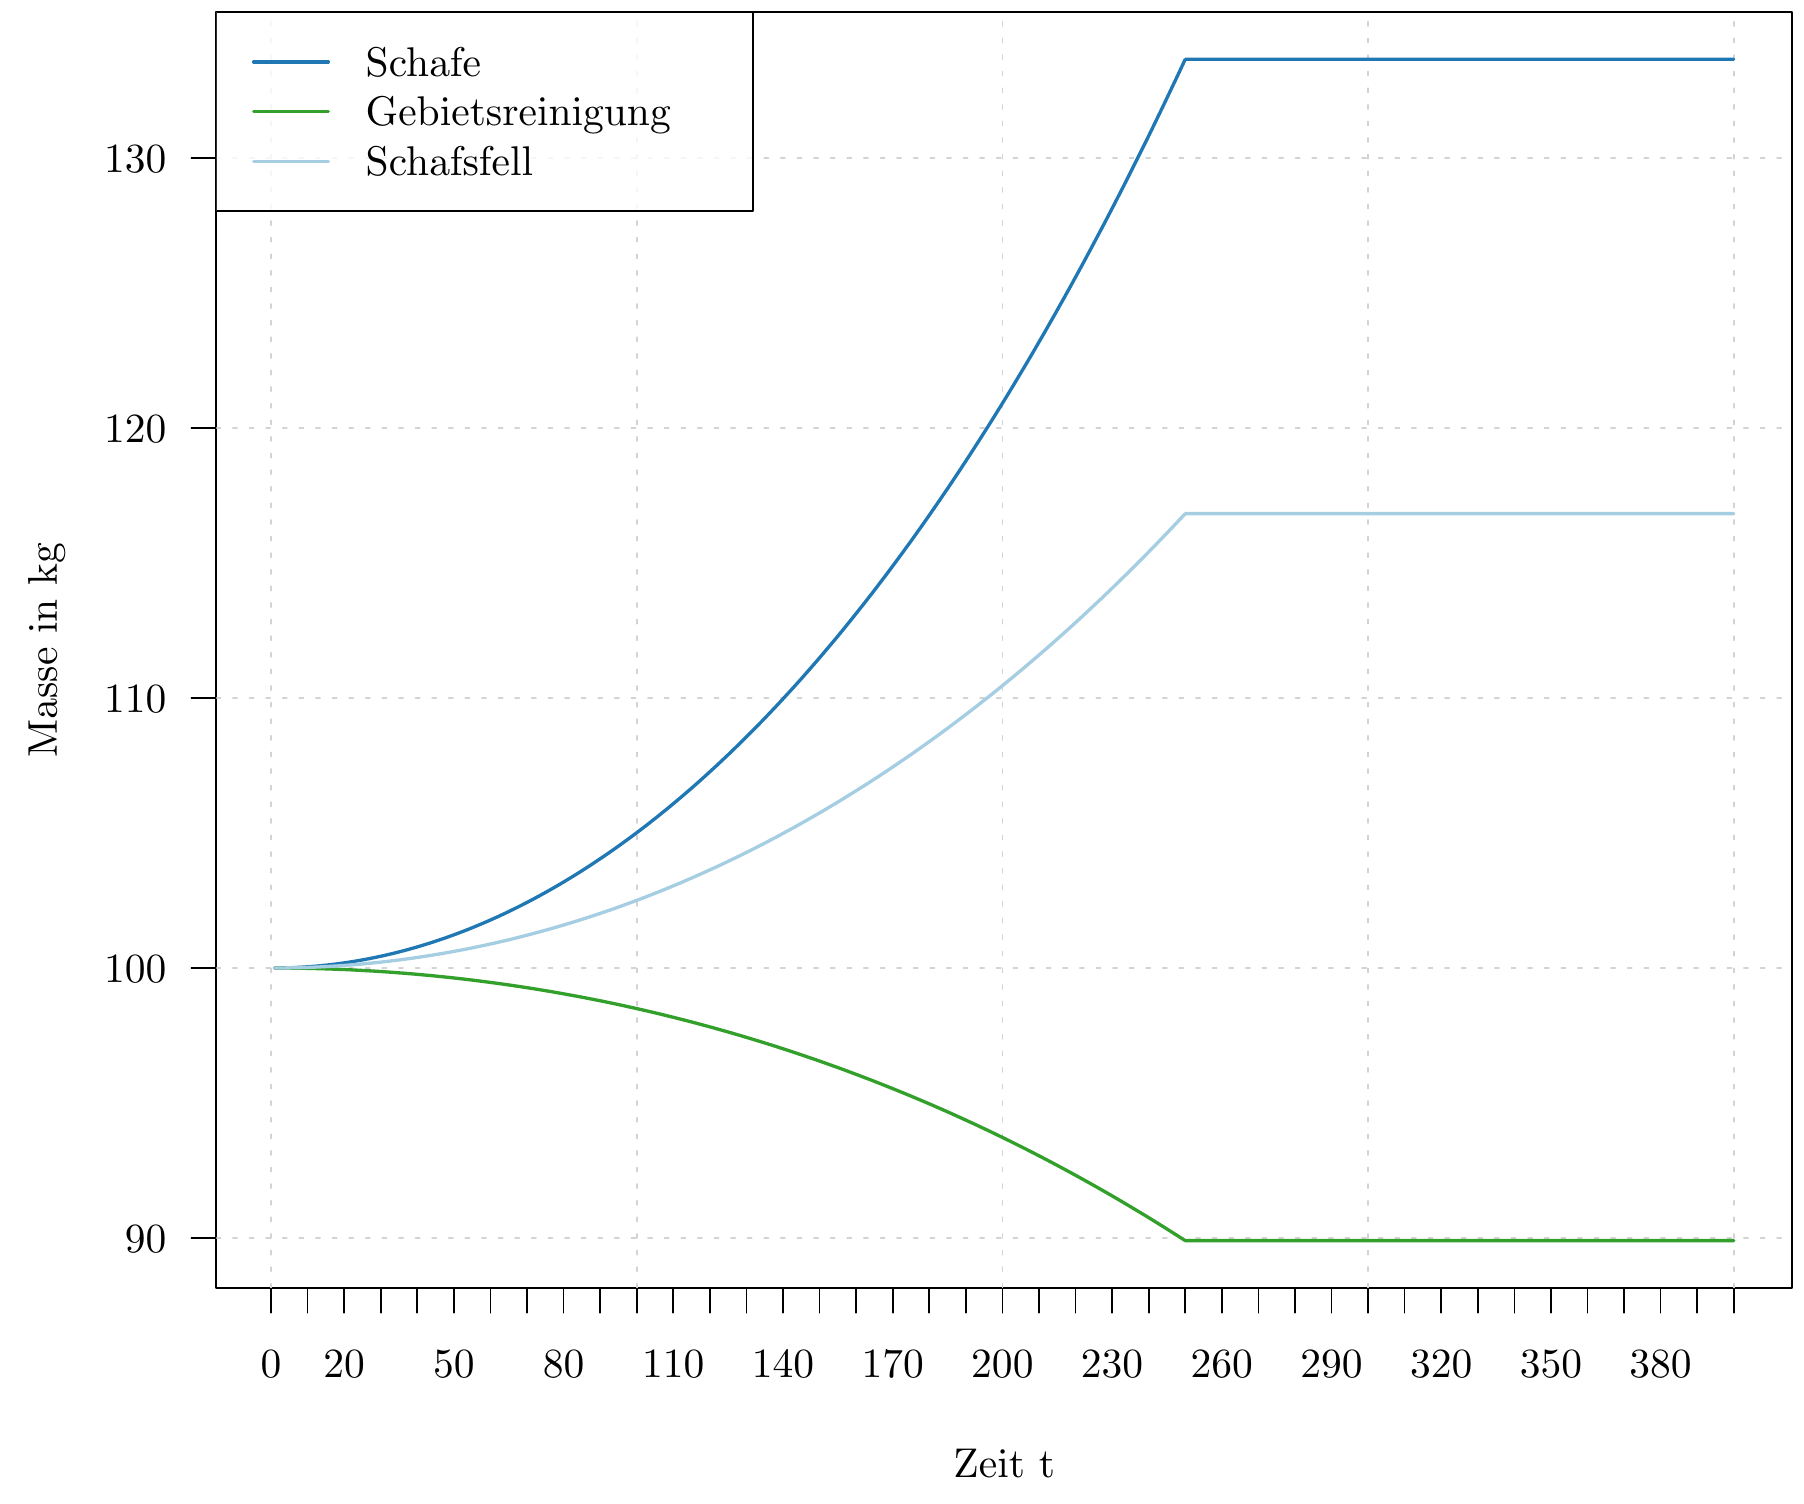 Schafe
Gebietsreinigung
Schafsfell
130
120
110
100
90
Masse in kg
0 20 50 80 110 140 170 200 230 260 290 320 350 380
Zeit t